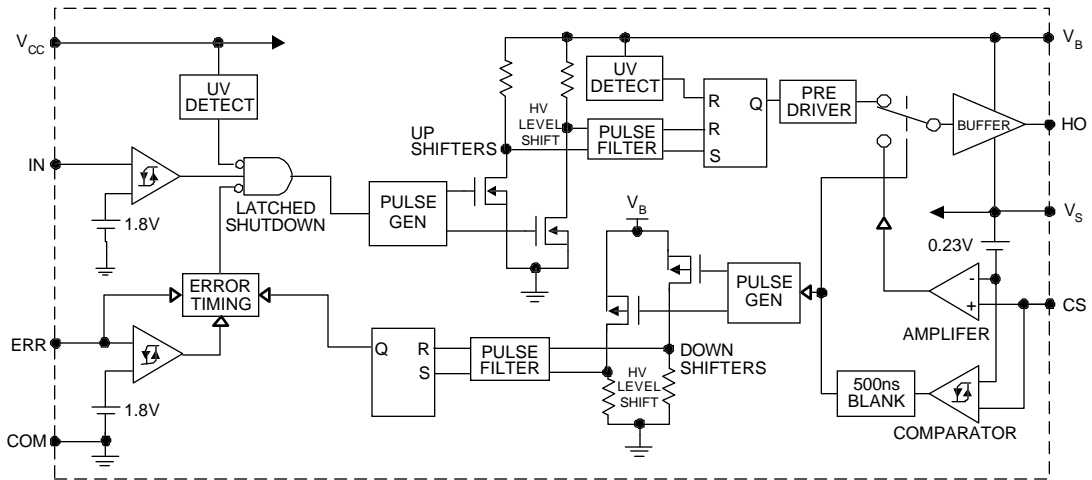 VCC
UV
DETECT
IN
1.8V
LATCHED
SHUTDOWN
ERROR
TIMING
ERR
1.8V
COM
UP
SHIFTERS
PULSE
GEN
HV
LEVEL
SHIFT
UV
DETECT
PULSE
FILTER
R
R
S
Q
PRE
DRIVER
BUFFER
VB
HO
VS
0.23V
-
+
AMPLIFER
CS
VB
PULSE
GEN
DOWN
SHIFTERS
HV
LEVEL
SHIFT
PULSE
FILTER
Q
R
S
500ns
BLANK
COMPARATOR